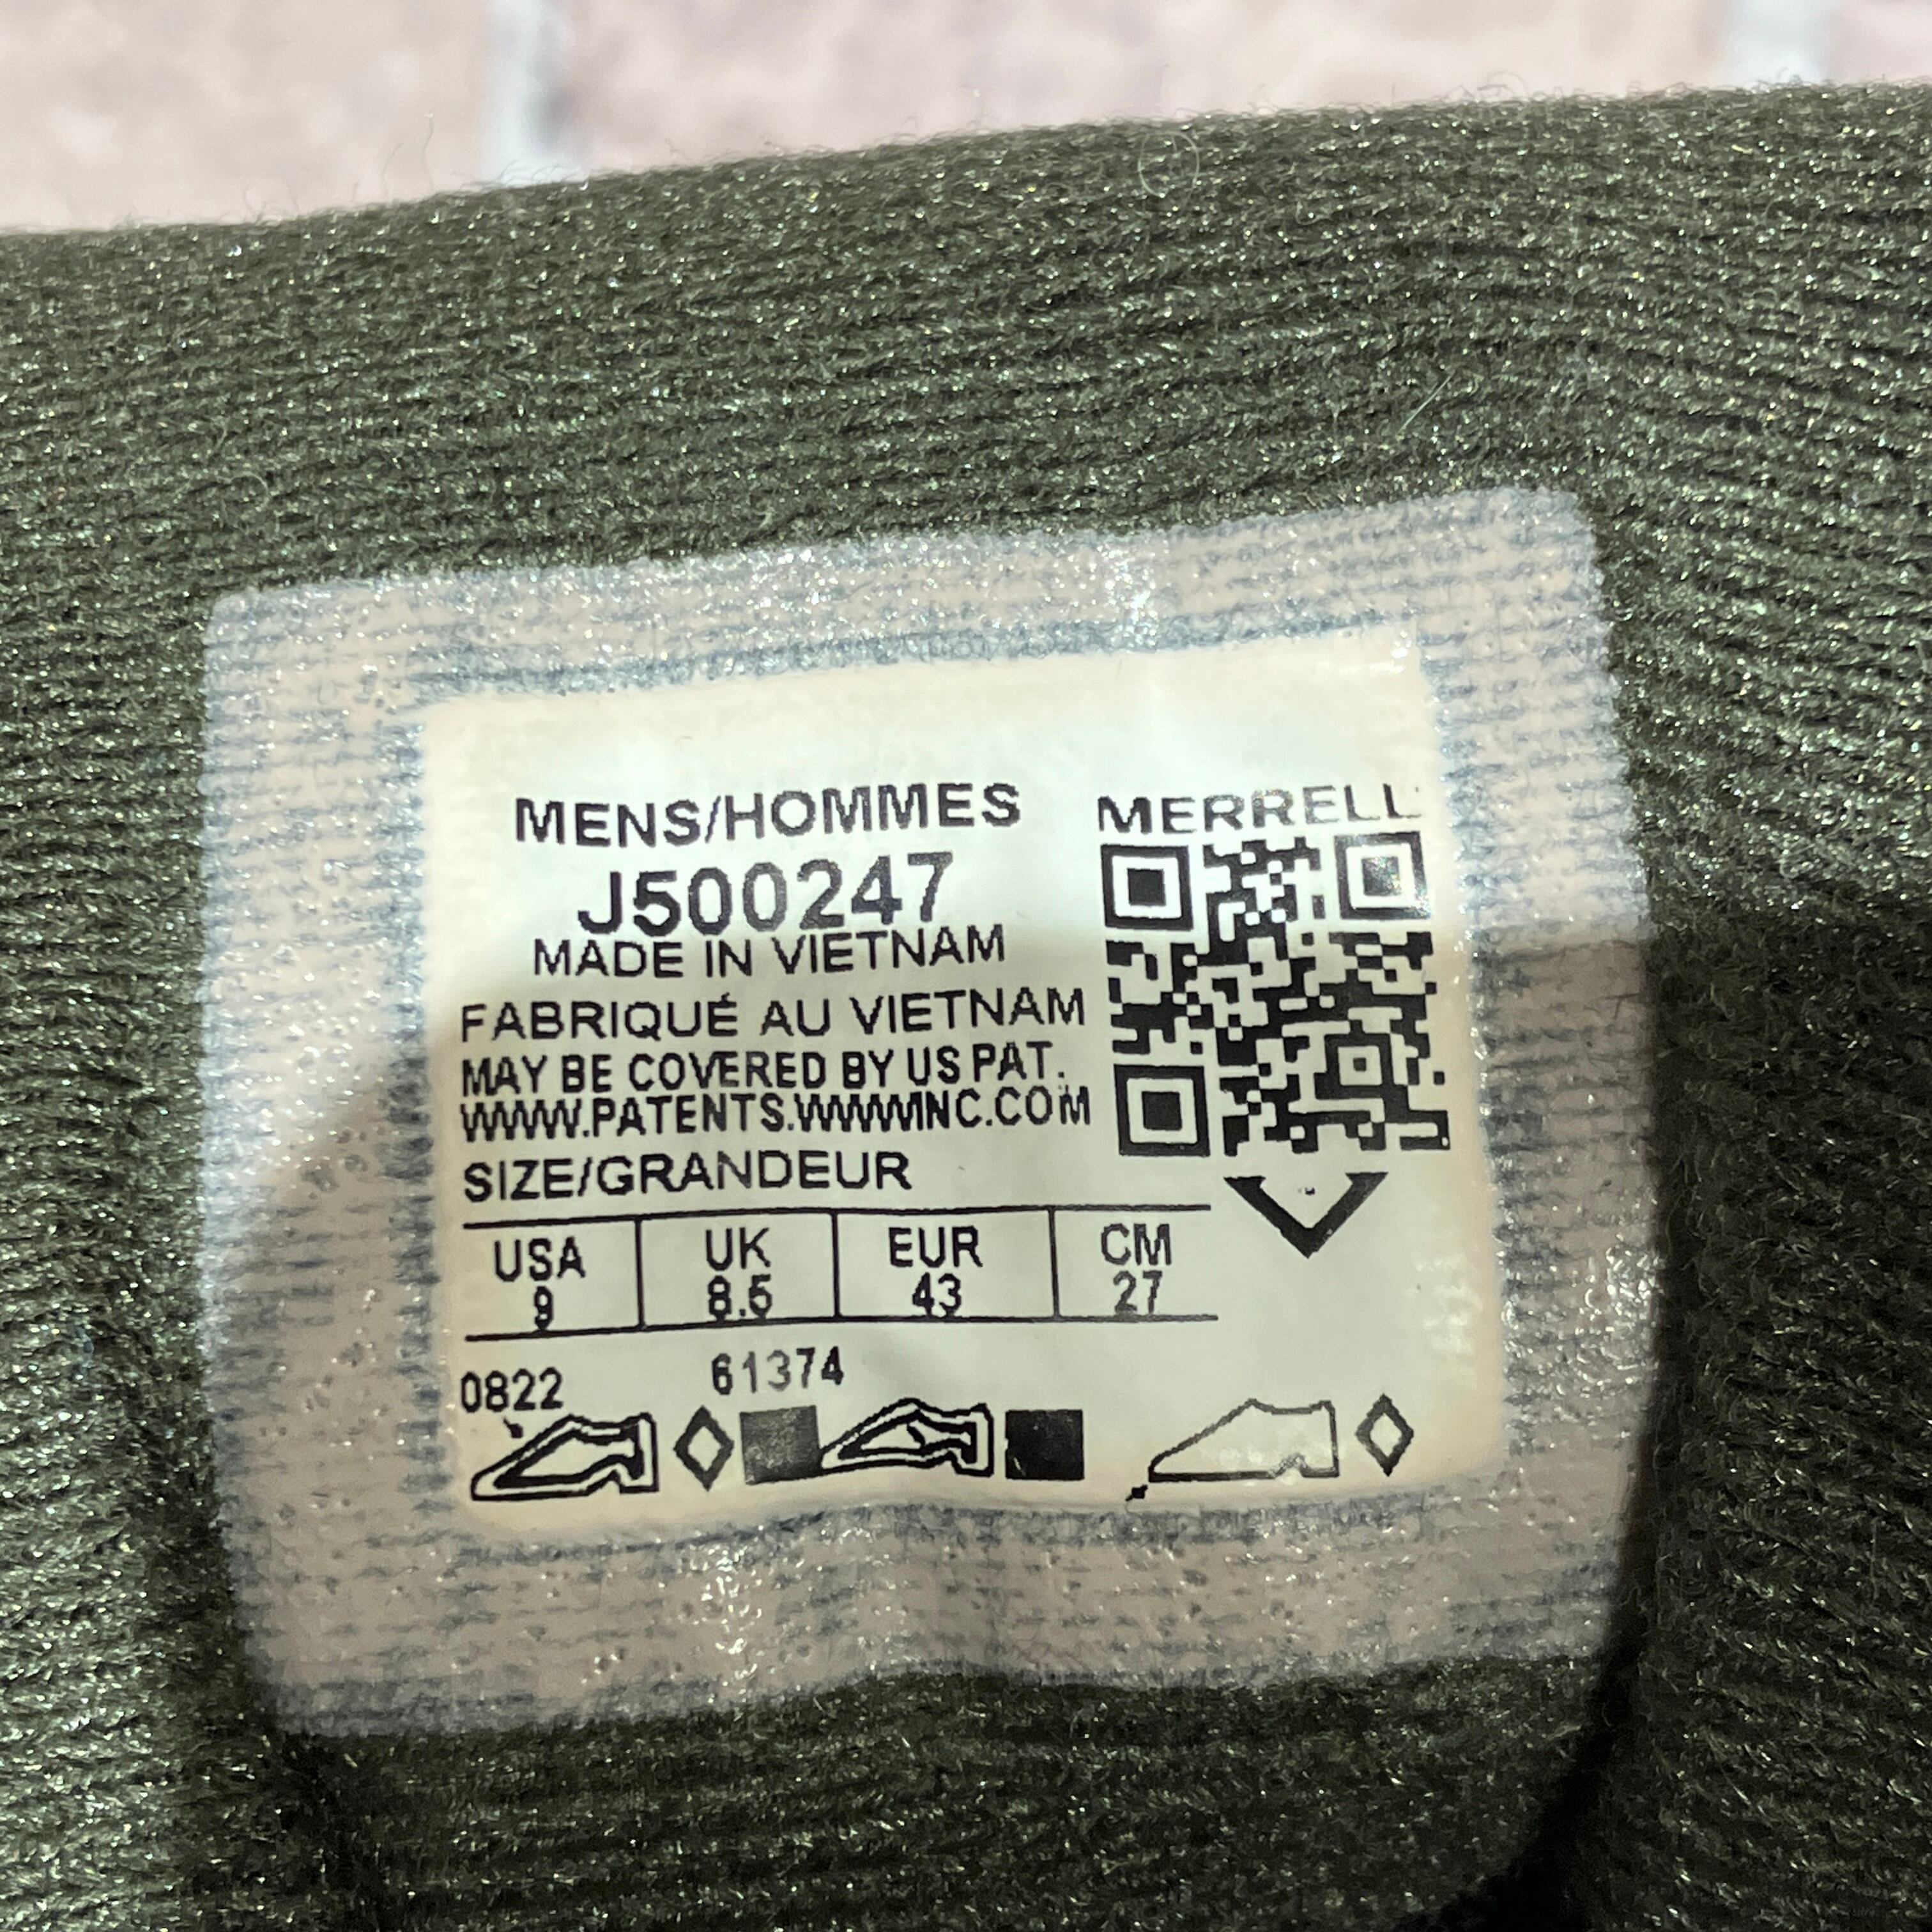 MENS/HOMMES
J500247
MADE IN VIETNAM
FABRIQUÉ AU VIETNAM
MAY BE COVERED BY US PAT.
WWW.PATENTS.WWWINC.COM
SIZE/GRANDEUR
MERRELL
USA UK EUR CM
9 8.5 43 27
0822 61374